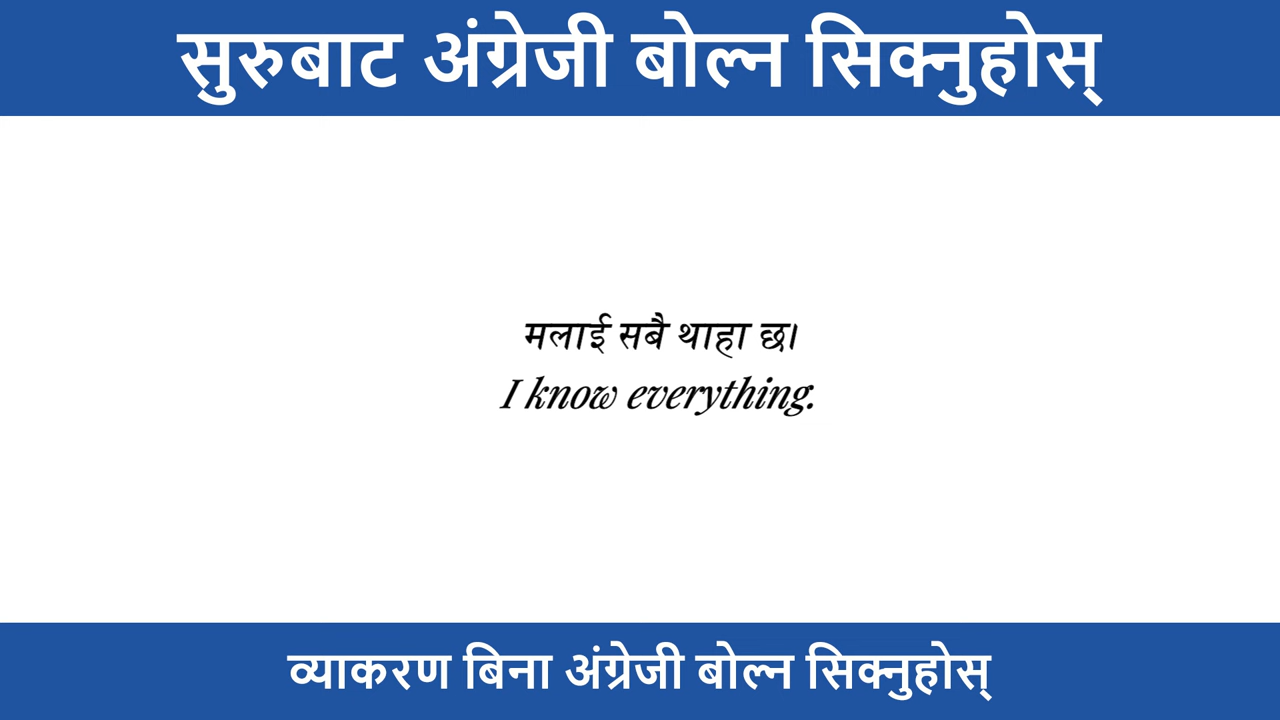 सुरुबाट अंग्रेजी बोल्न सिक्नुहोस्
मलाई सबै थाहा छ।
I know everything.
व्याकरण बिना अंग्रेजी बोल्न सिक्नुहोस्